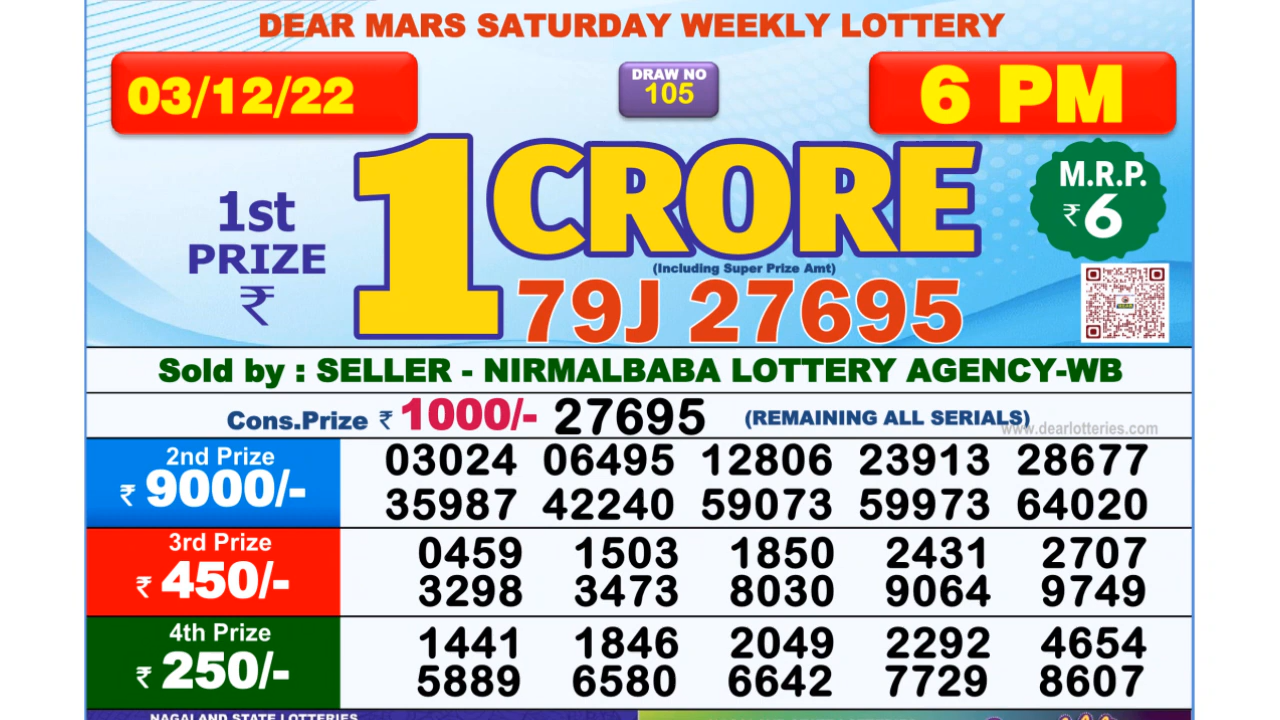 DEAR MARS SATURDAY WEEKLY LOTTERY
03/12/22
DRAW NO
105
6 PM
1st
PRIZE
₹
1 CRORE
(Including Super Prize Amt)
79J 27695
M.R.P.
₹ 6
Sold by : SELLER - NIRMALBABA LOTTERY AGENCY-WB
Cons.Prize ₹ 1000/- 27695 (REMAINING ALL SERIALS)
www.dearlotteries.com
2nd Prize
₹ 9000/-
03024 06495 12806 23913 28677
35987 42240 59073 59973 64020
3rd Prize
₹ 450/-
0459 1503 1850 2431 2707
3298 3473 8030 9064 9749
4th Prize
₹ 250/-
1441 1846 2049 2292 4654
5889 6580 6642 7729 8607
NAGALAND STATE LOTTERIES